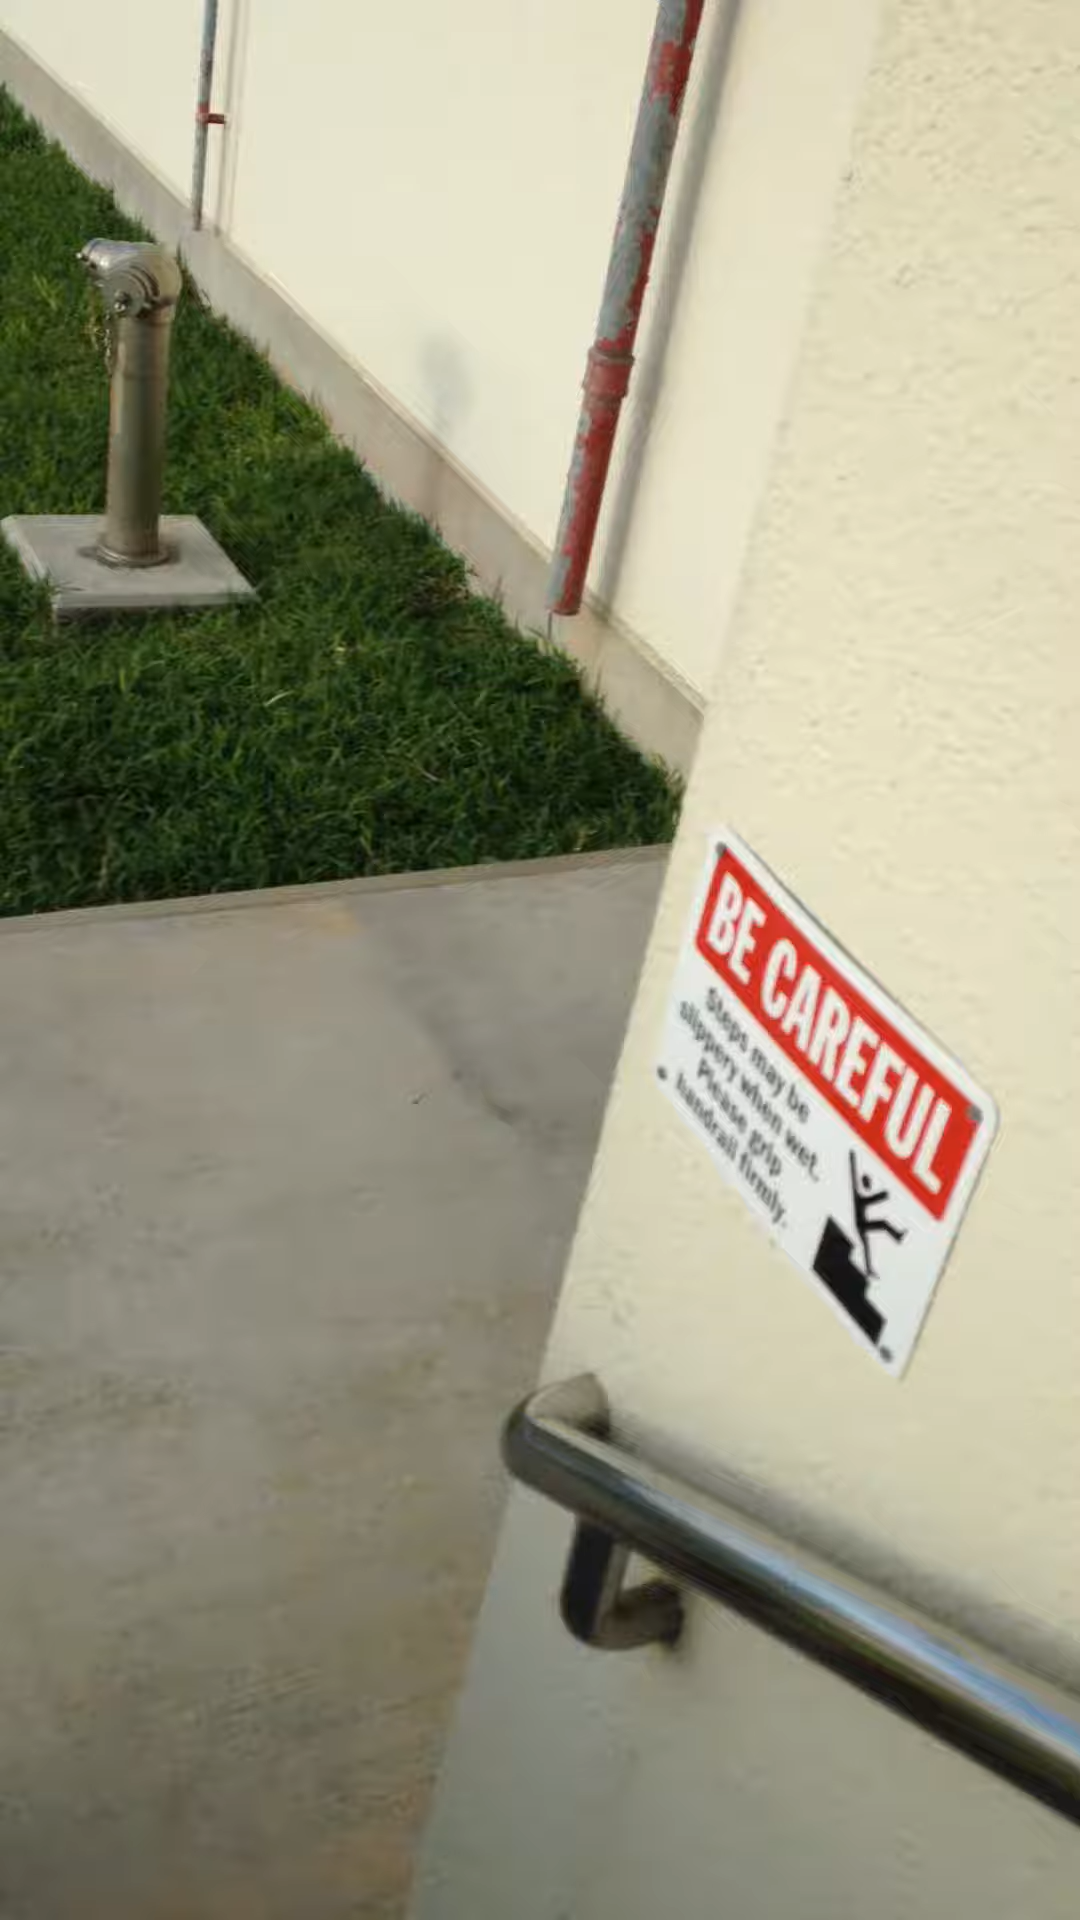 BE CAREFUL
Steps may be
slippery when wet.
Please grip
handrail firmly.